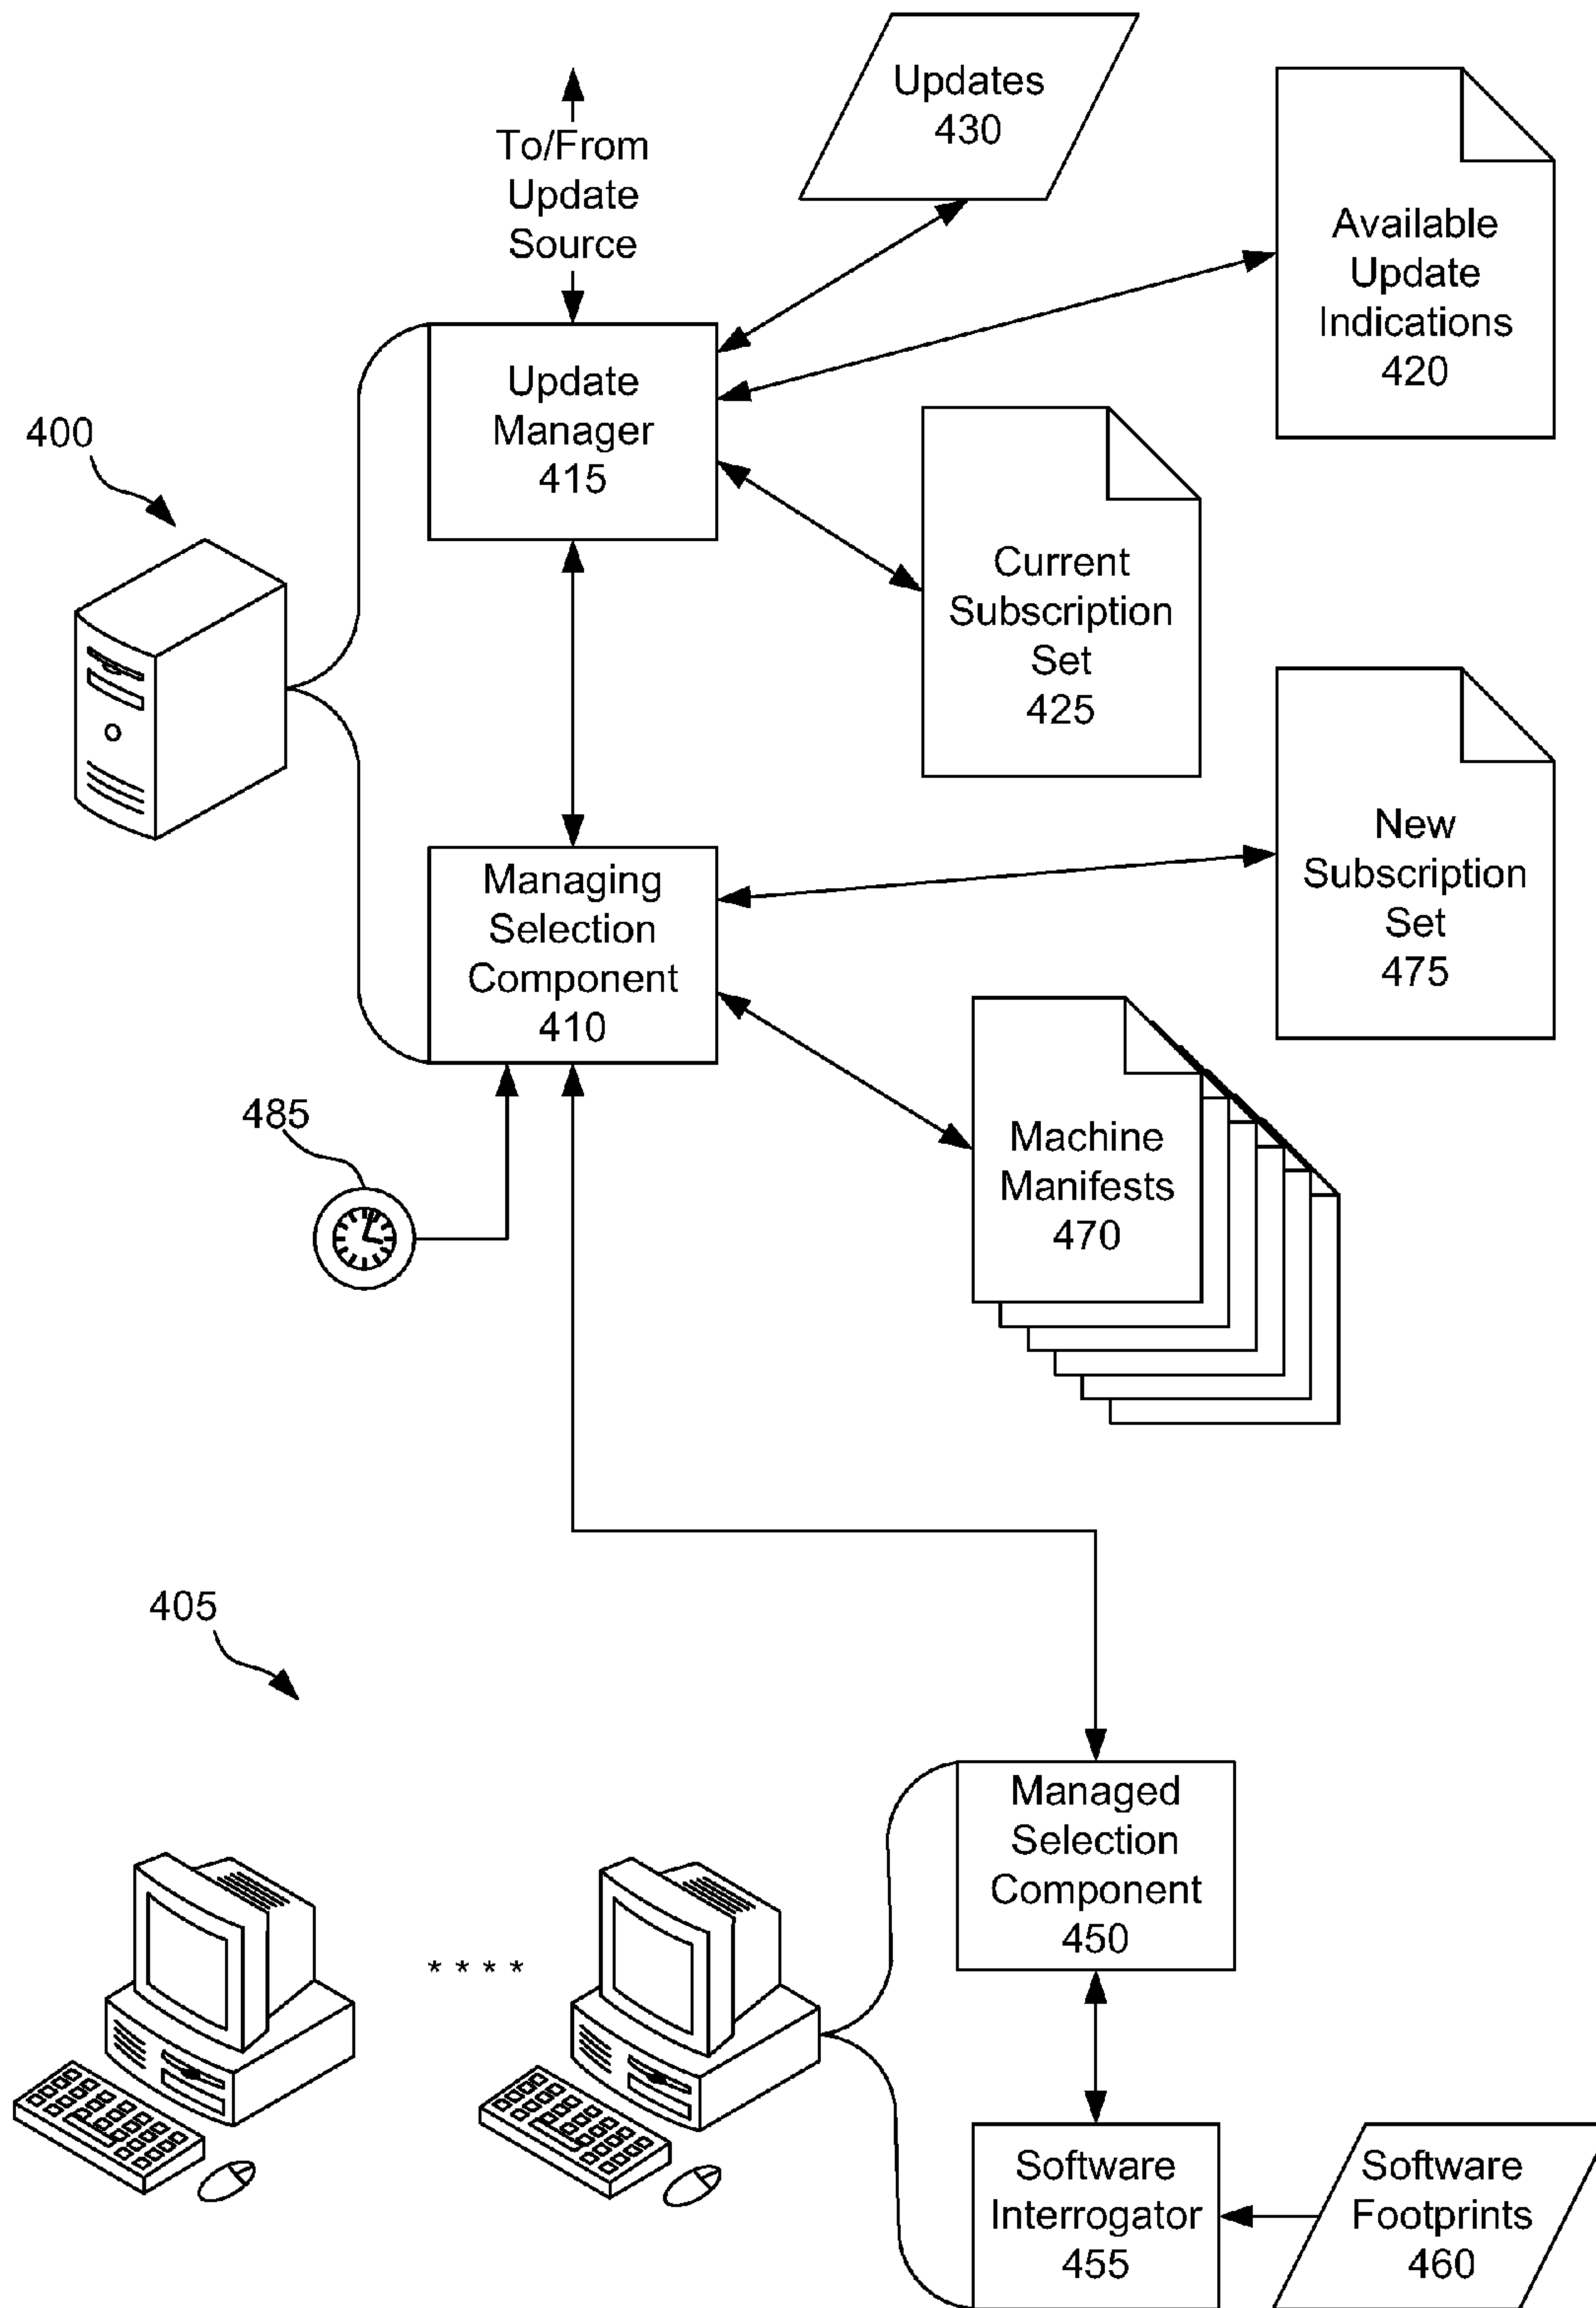 Updates
430
To/From
Update
Source
Available
Update
Indications
420
Update
Manager
415
400
Current
Subscription
Set
425
New
Subscription
Set
475
Managing
Selection
Component
410
485
Machine
Manifests
470
405
Managed
Selection
Component
450
* * * *
Software
Interrogator
455
Software
Footprints
460